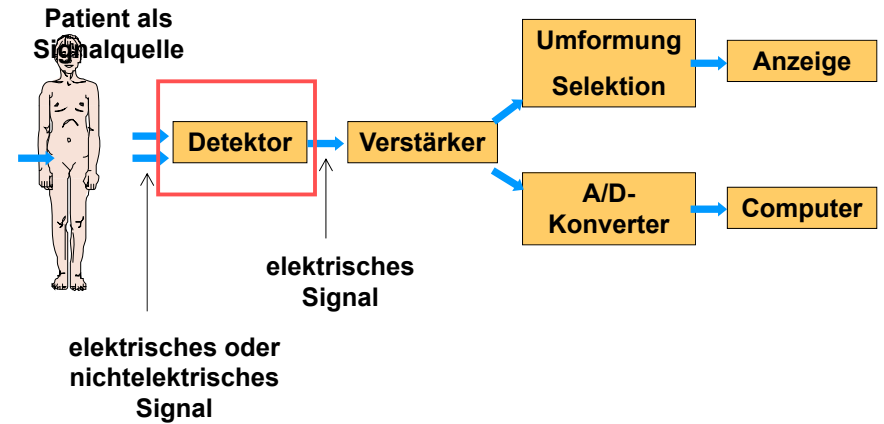 Patient als
Signalquelle
Detektor
Verstärker
Umformung
Selektion
Anzeige
A/D-
Konverter
Computer
elektrisches
Signal
elektrisches oder
nichtelektrisches
Signal